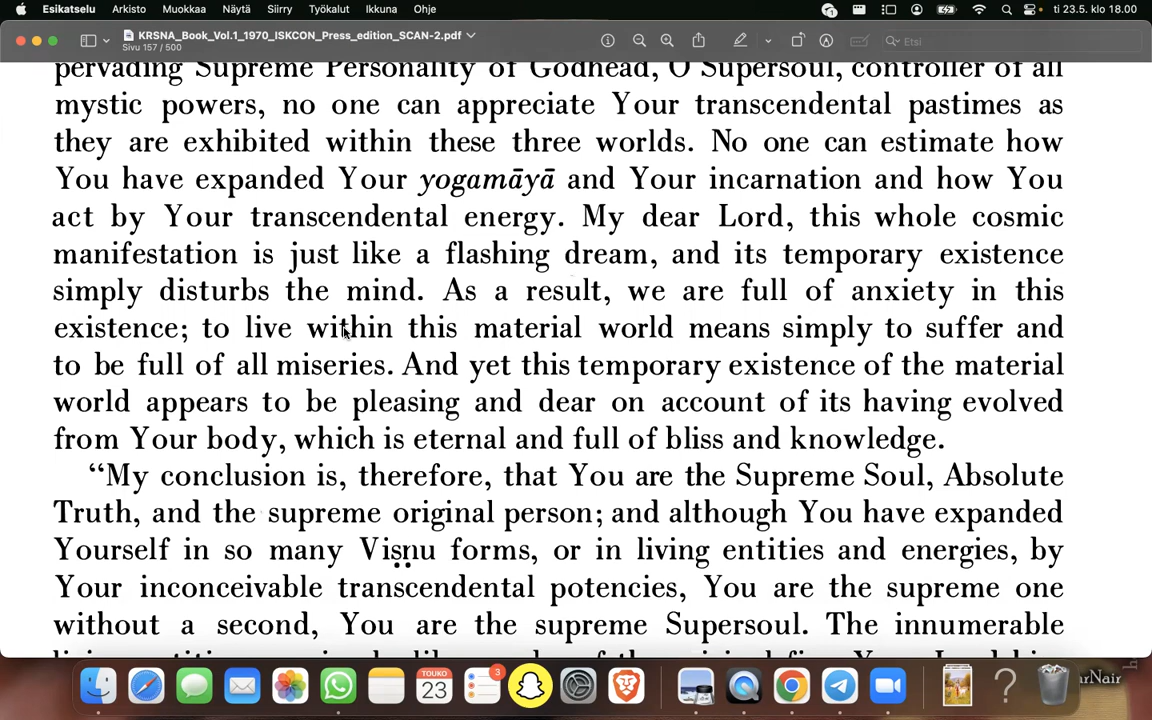 Esikatselu Arkisto Muokkaa Näytä Siirry Työkalut Ikkuna Ohje ti 23.5. klo 18.00
KRSNA_Book_Vol.1_1970_ISKCON_Press_edition_SCAN-2.pdf
Sivu 157 / 500
Etsi
pervading Supreme Personality of Godhead, O Supersoul, controller of all
mystic powers, no one can appreciate Your transcendental pastimes as
they are exhibited within these three worlds. No one can estimate how
You have expanded Your yogamāyā and Your incarnation and how You
act by Your transcendental energy. My dear Lord, this whole cosmic
manifestation is just like a flashing dream, and its temporary existence
simply disturbs the mind. As a result, we are full of anxiety in this
existence; to live within this material world means simply to suffer and
to be full of all miseries. And yet this temporary existence of the material
world appears to be pleasing and dear on account of its having evolved
from Your body, which is eternal and full of bliss and knowledge.
“My conclusion is, therefore, that You are the Supreme Soul, Absolute
Truth, and the supreme original person; and although You have expanded
Yourself in so many Viṣṇu forms, or in living entities and energies, by
Your inconceivable transcendental potencies, You are the supreme one
without a second, You are the supreme Supersoul. The innumerable
TOUKO
23
3
arNair